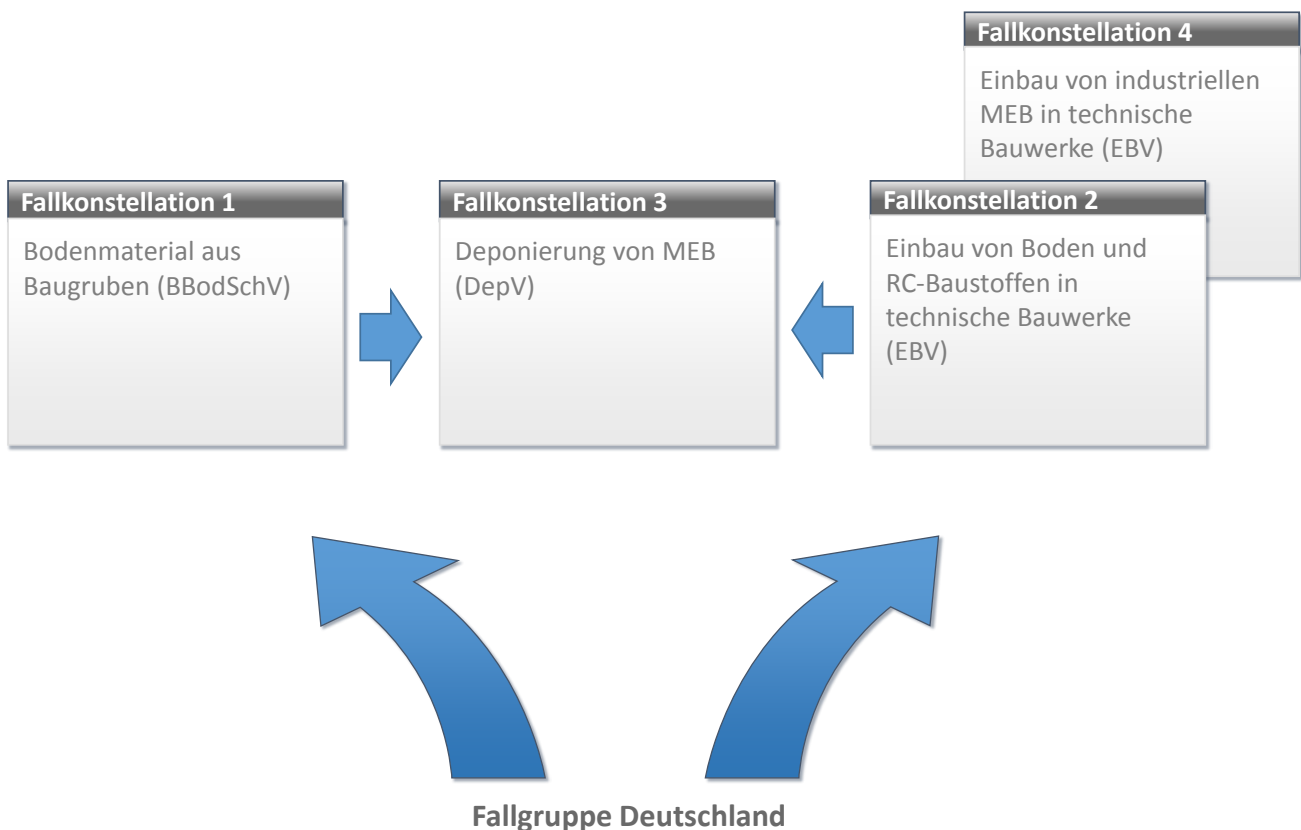 Fallkonstellation 4
Einbau von industriellen
MEB in technische
Bauwerke (EBV)
Fallkonstellation 1
Bodenmaterial aus
Baugruben (BBodSchV)
Fallkonstellation 3
Deponierung von MEB
(DepV)
Fallkonstellation 2
Einbau von Boden und
RC-Baustoffen in
technische Bauwerke
(EBV)
Fallgruppe Deutschland